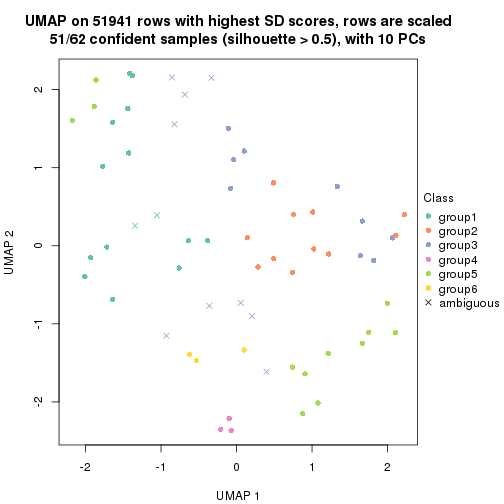 UMAP on 51941 rows with highest SD scores, rows are scaled
51/62 confident samples (silhouette > 0.5), with 10 PCs
2
1
0
-1
-2
UMAP 2
-2
-1
0
1
2
UMAP 1
Class
group1
group2
group3
group4
group5
group6
ambiguous